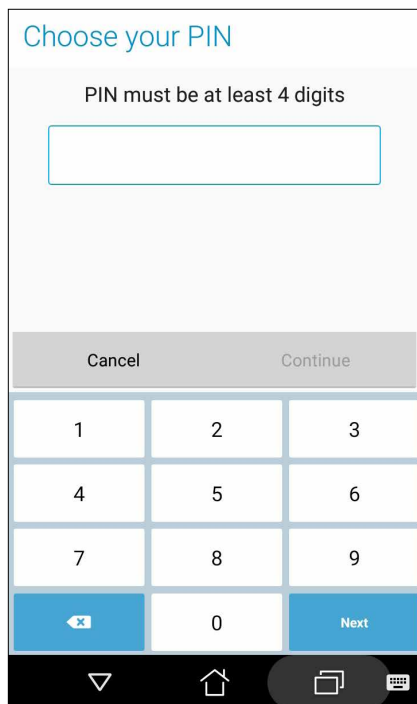 Choose your PIN
PIN must be at least 4 digits
Cancel Continue
1 2 3
4 5 6
7 8 9
0 Next